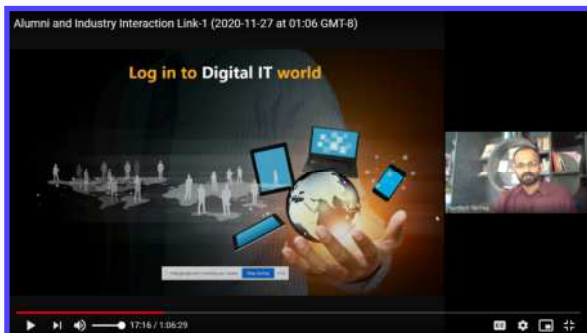 Alumni and Industry Interaction Link-1 (2020-11-27 at 01:06 GMT-8)
Log in to Digital IT world
17:16 / 1:06:29